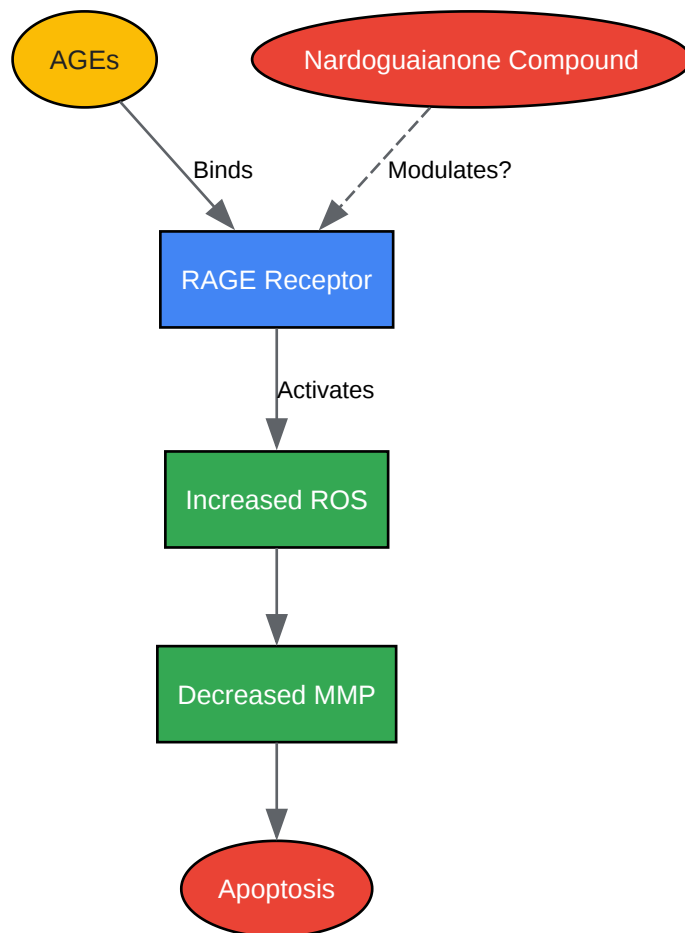 AGEs
Nardoguaianone Compound
Binds
Modulates?
RAGE Receptor
Activates
Increased ROS
Decreased MMP
Apoptosis